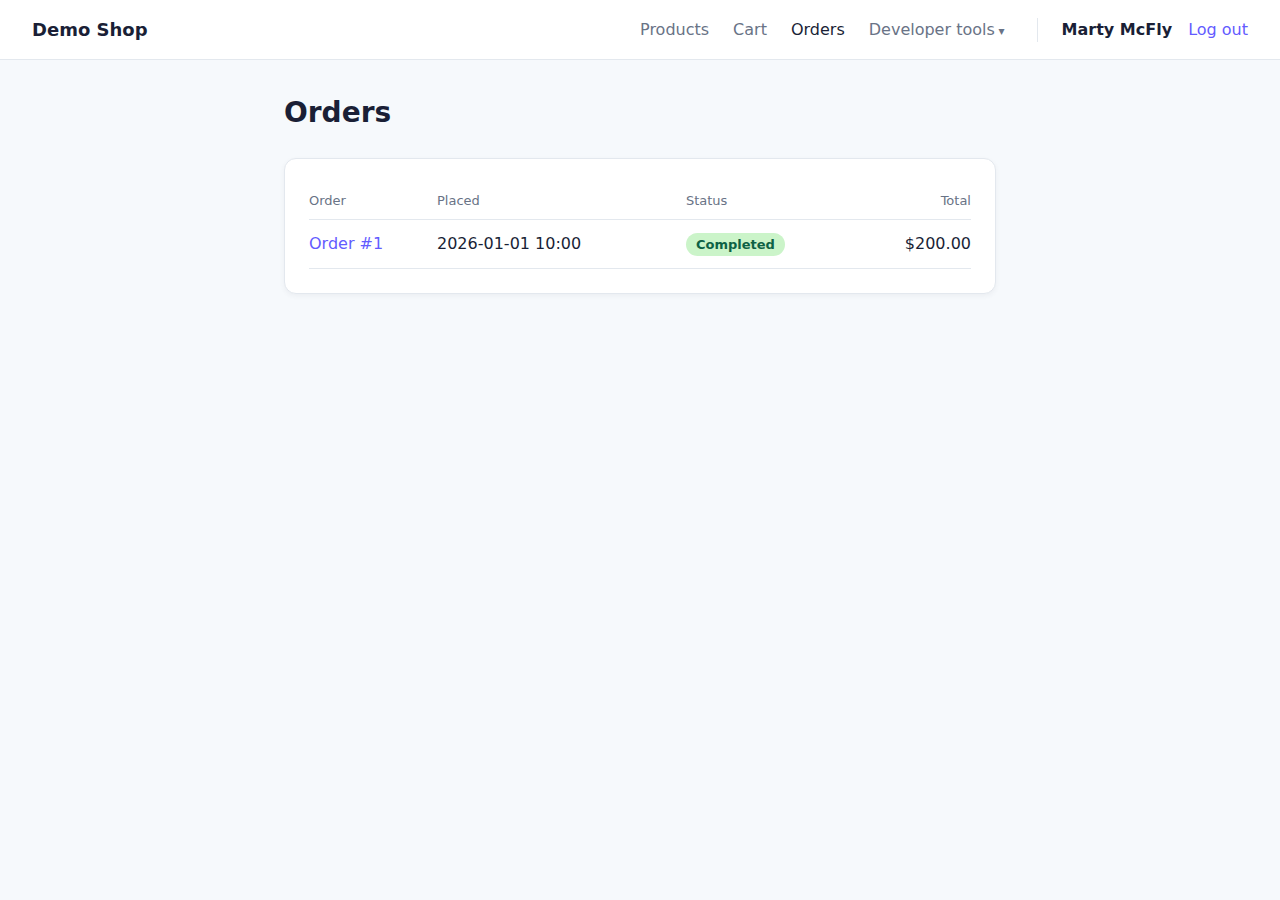 Demo Shop Products Cart Orders Developer tools ▾ Marty McFly Log out
Orders
Order Placed Status Total
Order #1 2026-01-01 10:00 Completed $200.00